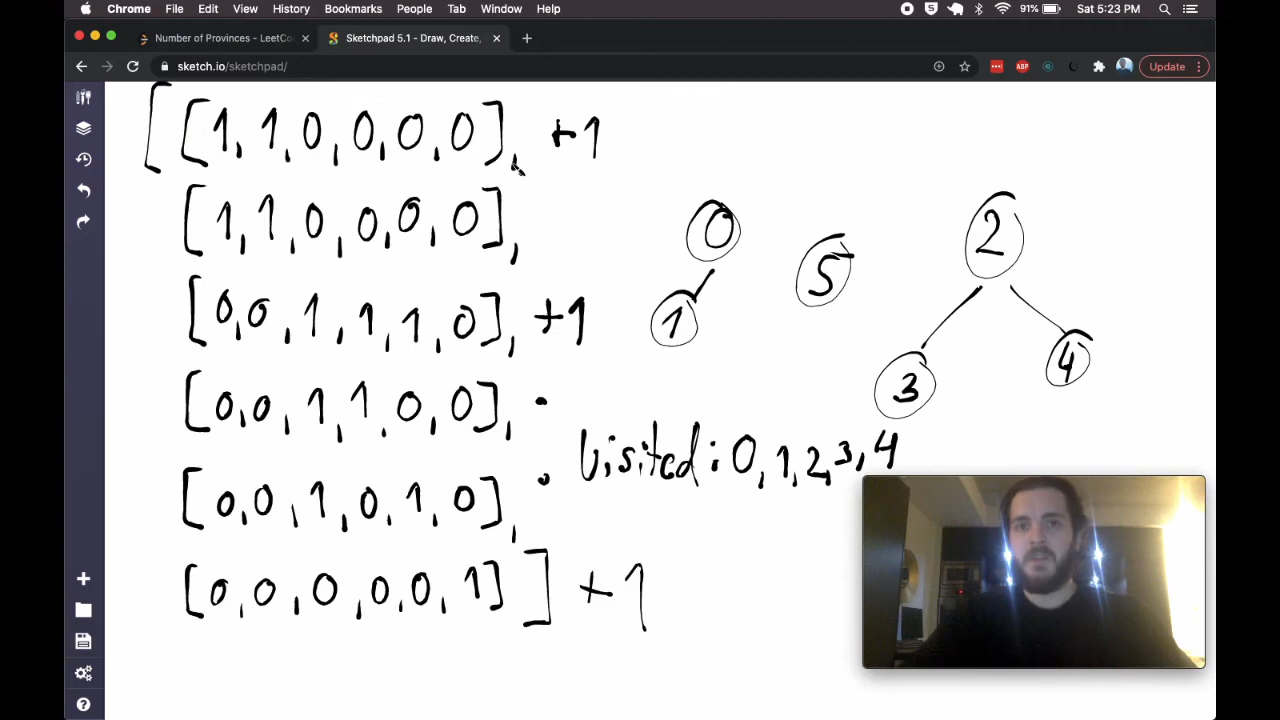 Chrome File Edit View History Bookmarks People Tab Window Help 91% Sat 5:23 PM
Number of Provinces - LeetCo
Sketchpad 5.1 - Draw, Create,
sketch.io/sketchpad/
ABP
Update
[[1,1,0,0,0,0], +1
[1,1,0,0,0,0],
[0,0,1,1,1,0], +1
[0,0,1,1,0,0],
[0,0,1,0,1,0],
[0,0,0,0,0,1]] +1
0
1
5
2
3
4
Visited: 0,1,2,3,4